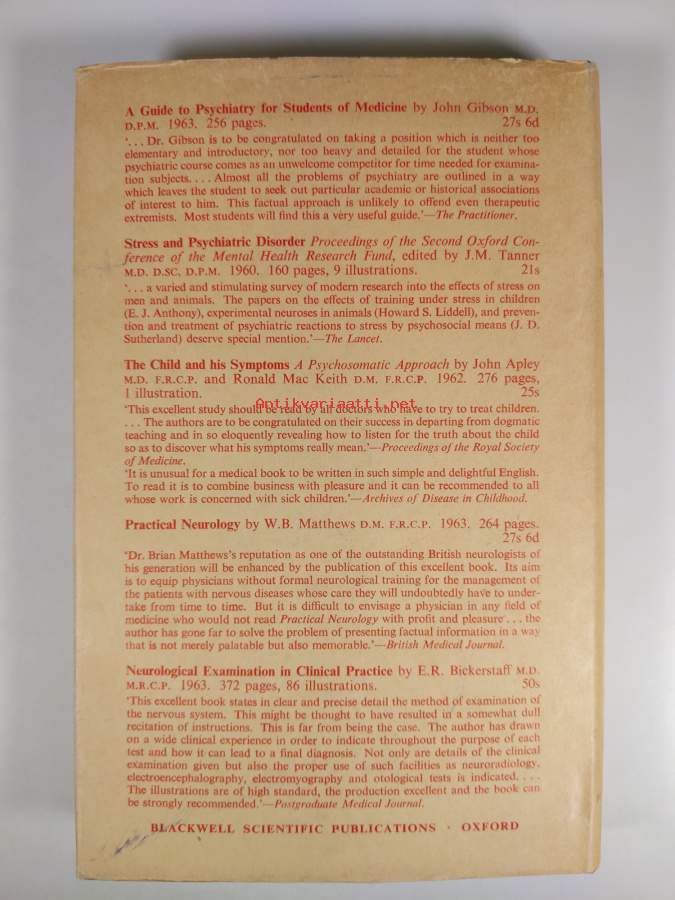 A Guide to Psychiatry for Students of Medicine by John Gibson M.D.
D.P.M. 1963. 256 pages. 27s 6d
'. . . Dr. Gibson is to be congratulated on taking a position which is neither too
elementary and introductory, nor too heavy and detailed for the student whose
psychiatric course comes as an unwelcome competitor for time needed for examina-
tion subjects. . . . Almost all the problems of psychiatry are outlined in a way
which leaves the student to seek out particular academic or historical associations
of interest to him. This factual approach is unlikely to offend even therapeutic
extremists. Most students will find this a very useful guide.'—The Practitioner.
Stress and Psychiatric Disorder Proceedings of the Second Oxford Con-
ference of the Mental Health Research Fund, edited by J.M. Tanner
M.D. D.SC. D.P.M. 1960. 160 pages, 9 illustrations. 21s
'. . . a varied and stimulating survey of modern research into the effects of stress on
men and animals. The papers on the effects of training under stress in children
(E. J. Anthony), experimental neuroses in animals (Howard S. Liddell), and preven-
tion and treatment of psychiatric reactions to stress by psychosocial means (J. D.
Sutherland) deserve special mention.'—The Lancet.
The Child and his Symptoms A Psychosomatic Approach by John Apley
M.D. F.R.C.P. and Ronald Mac Keith D.M. F.R.C.P. 1962. 276 pages,
1 illustration. 25s
Antikvariaatti.net
'This excellent study should be read by all doctors who have to try to treat children.
. . . The authors are to be congratulated on their success in departing from dogmatic
teaching and in so eloquently revealing how to listen for the truth about the child
so as to discover what his symptoms really mean.'—Proceedings of the Royal Society
of Medicine.
'It is unusual for a medical book to be written in such simple and delightful English.
To read it is to combine business with pleasure and it can be recommended to all
whose work is concerned with sick children.'—Archives of Disease in Childhood.
Practical Neurology by W.B. Matthews D.M. F.R.C.P. 1963. 264 pages.
27s 6d
'Dr. Brian Matthews's reputation as one of the outstanding British neurologists of
his generation will be enhanced by the publication of this excellent book. Its aim
is to equip physicians without formal neurological training for the management of
the patients with nervous diseases whose care they will undoubtedly have to under-
take from time to time. But it is difficult to envisage a physician in any field of
medicine who would not read Practical Neurology with profit and pleasure . . . the
author has gone far to solve the problem of presenting factual information in a way
that is not merely palatable but also memorable.'—British Medical Journal.
Neurological Examination in Clinical Practice by E.R. Bickerstaff M.D.
M.R.C.P. 1963. 372 pages, 86 illustrations. 50s
'This excellent book states in clear and precise detail the method of examination of
the nervous system. This might be thought to have resulted in a somewhat dull
recitation of instructions. This is far from being the case. The author has drawn
on a wide clinical experience in order to indicate throughout the purpose of each
test and how it can lead to a final diagnosis. Not only are details of the clinical
examination given but also the proper use of such facilities as neuroradiology,
electroencephalography, electromyography and otological tests is indicated. . . .
The illustrations are of high standard, the production excellent and the book can
be strongly recommended.'—Postgraduate Medical Journal.
BLACKWELL SCIENTIFIC PUBLICATIONS · OXFORD